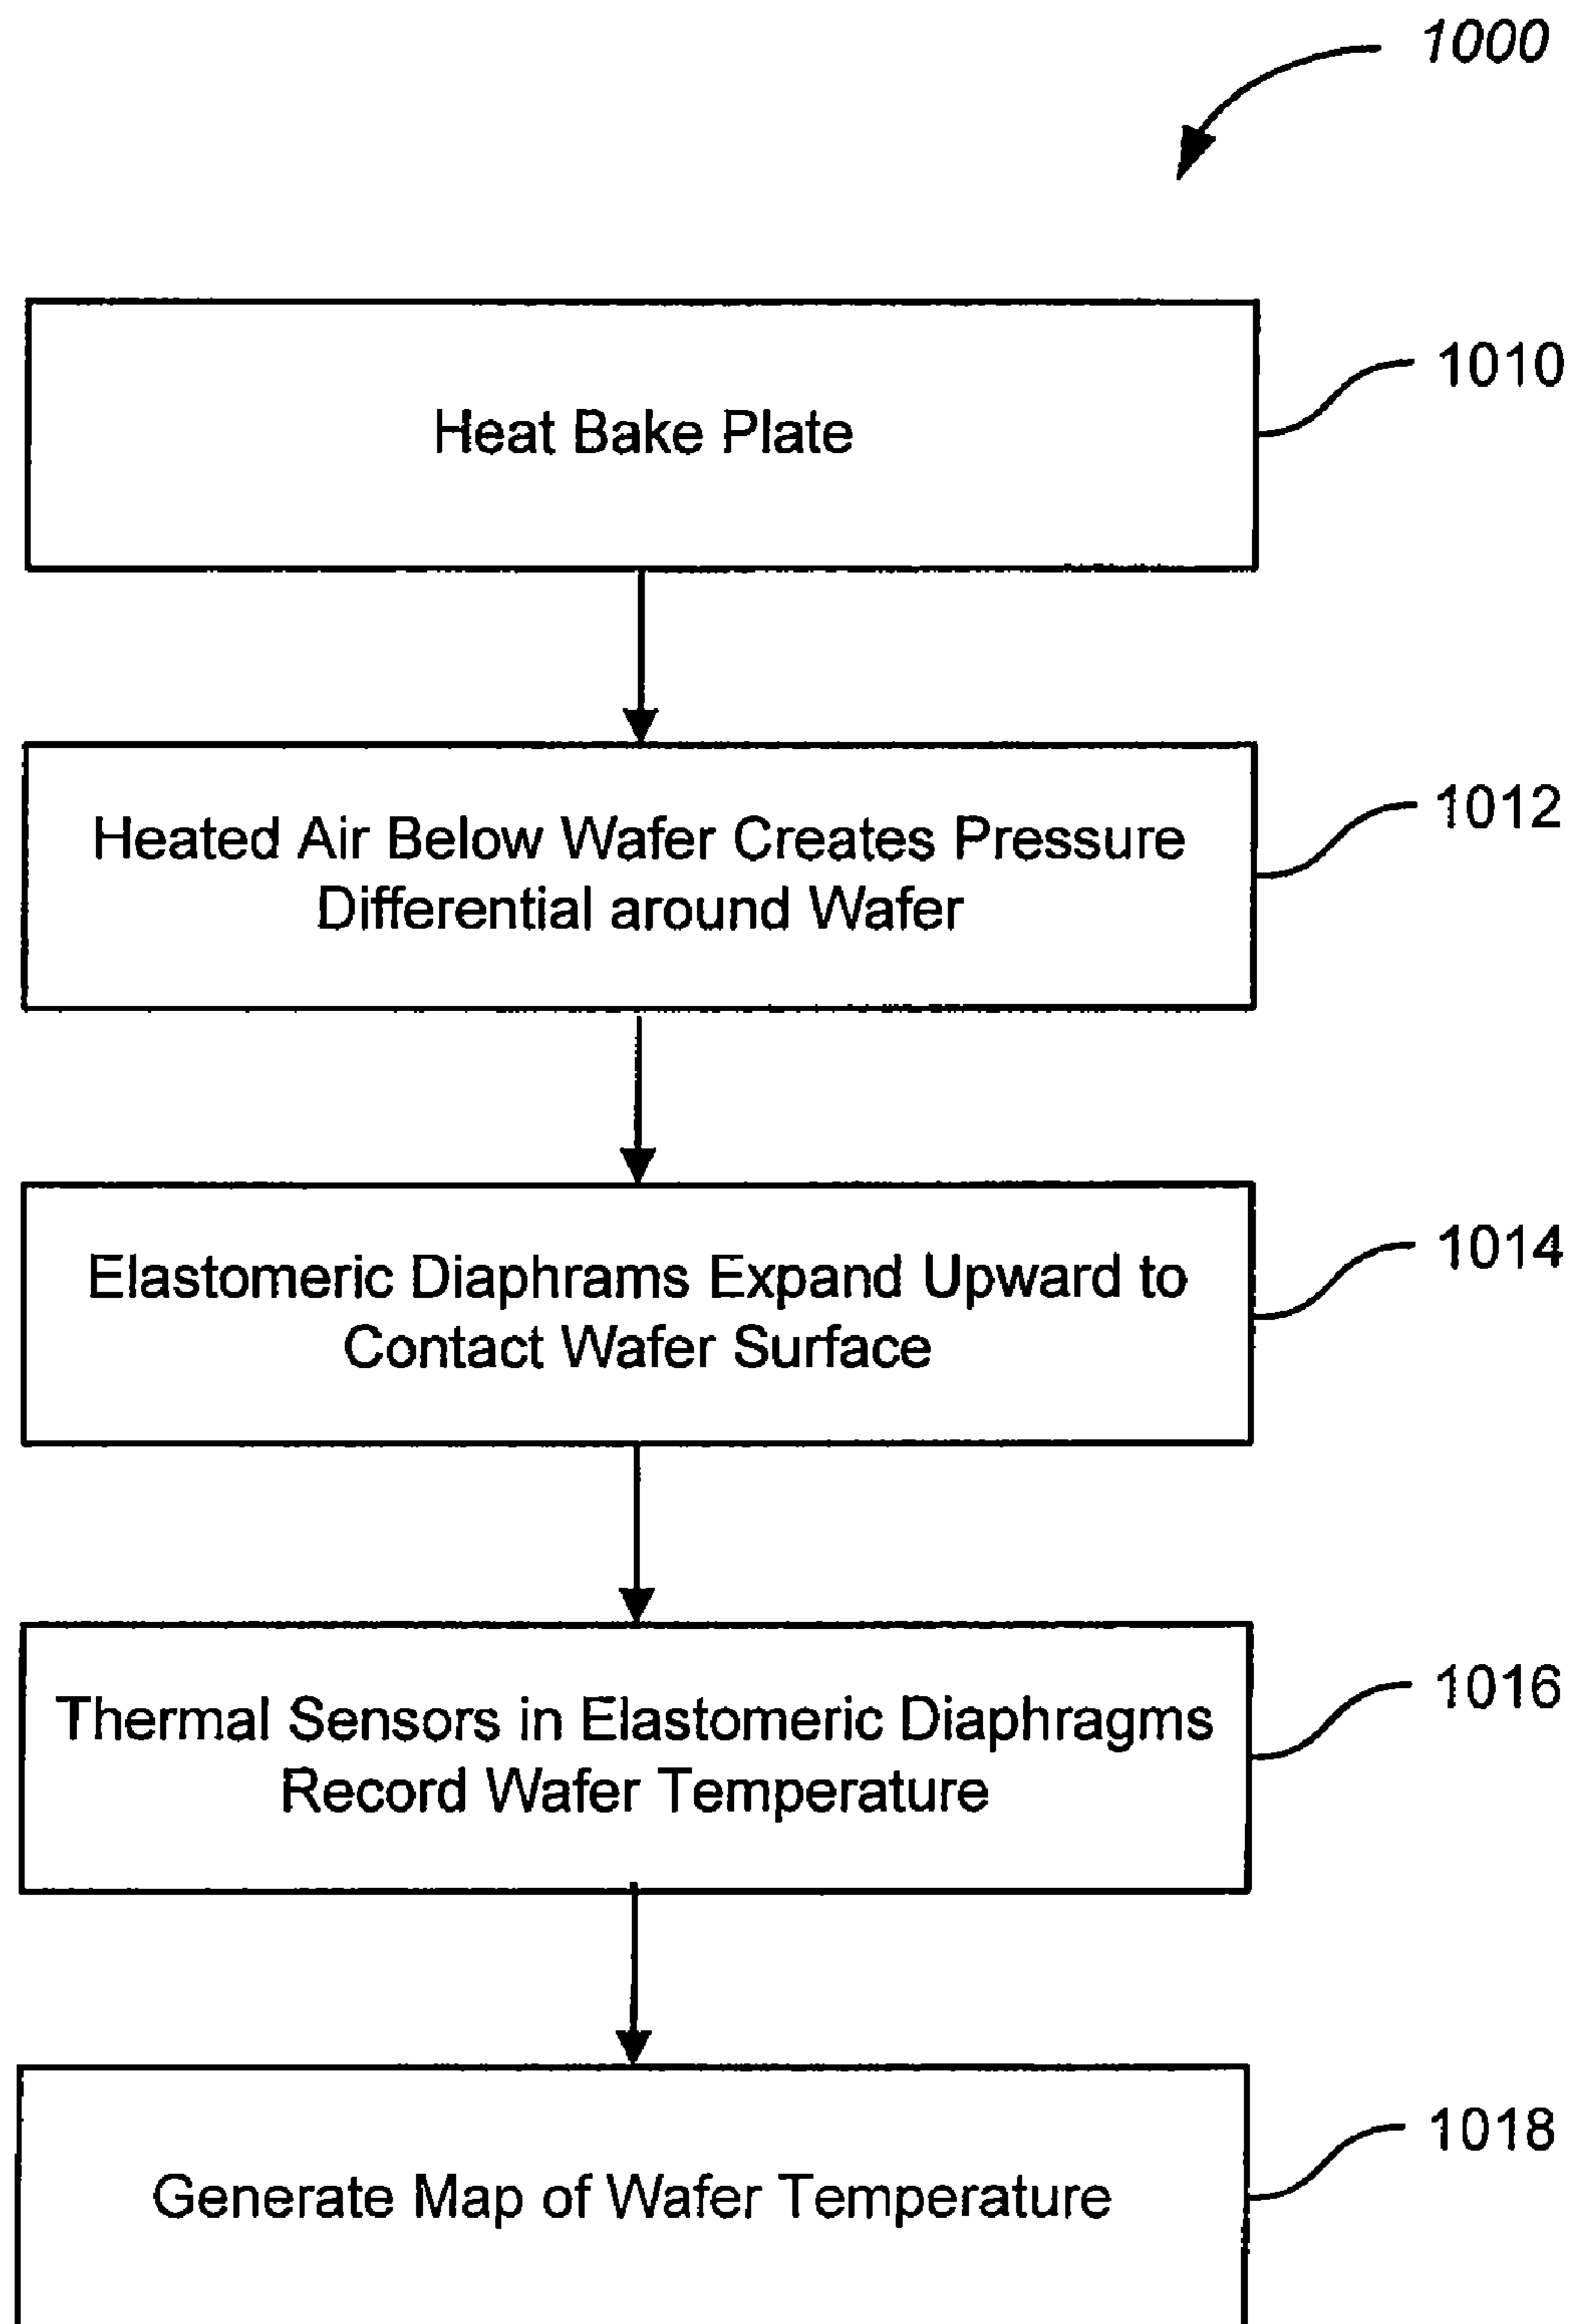 1000
Heat Bake Plate
1010
Heated Air Below Wafer Creates Pressure
Differential around Wafer
1012
Elastomeric Diaphrams Expand Upward to
Contact Wafer Surface
1014
Thermal Sensors in Elastomeric Diaphragms
Record Wafer Temperature
1016
Generate Map of Wafer Temperature
1018